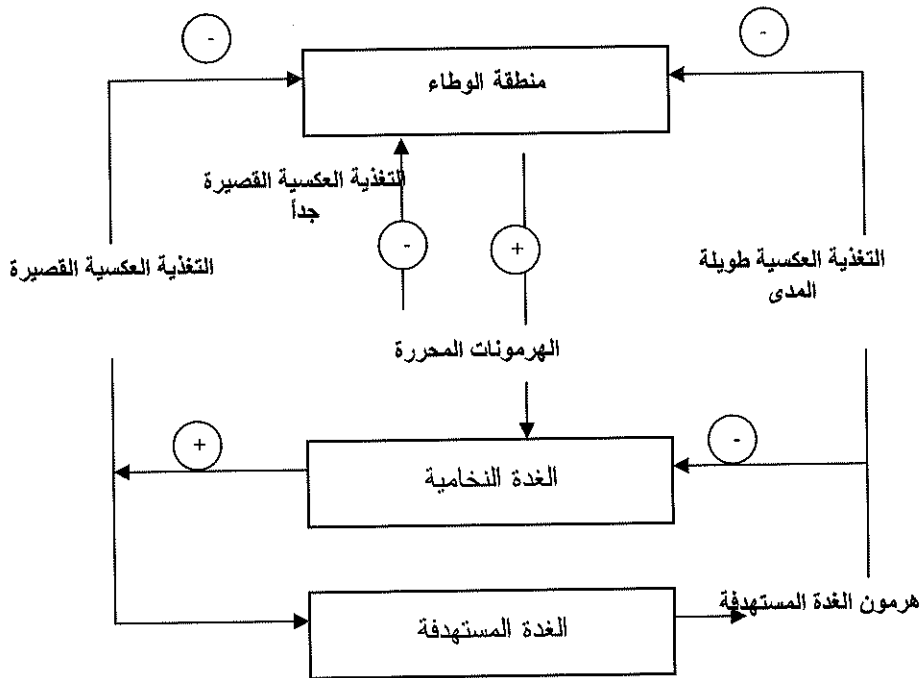 -
-
منطقة الوطاء
التغذية العكسية القصيرة
جداً
-
+
التغذية العكسية القصيرة
التغذية العكسية طويلة
المدى
الهرمونات المحررة
+
-
الغدة النخامية
هرمون الغدة المستهدفة
الغدة المستهدفة